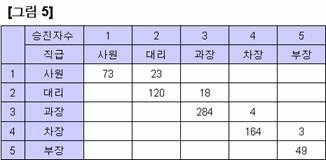 [그림 5]
승진자수 1 2 3 4 5
직급 사원 대리 과장 차장 부장
1 사원 73 23
2 대리 120 18
3 과장 284 4
4 차장 164 3
5 부장 49